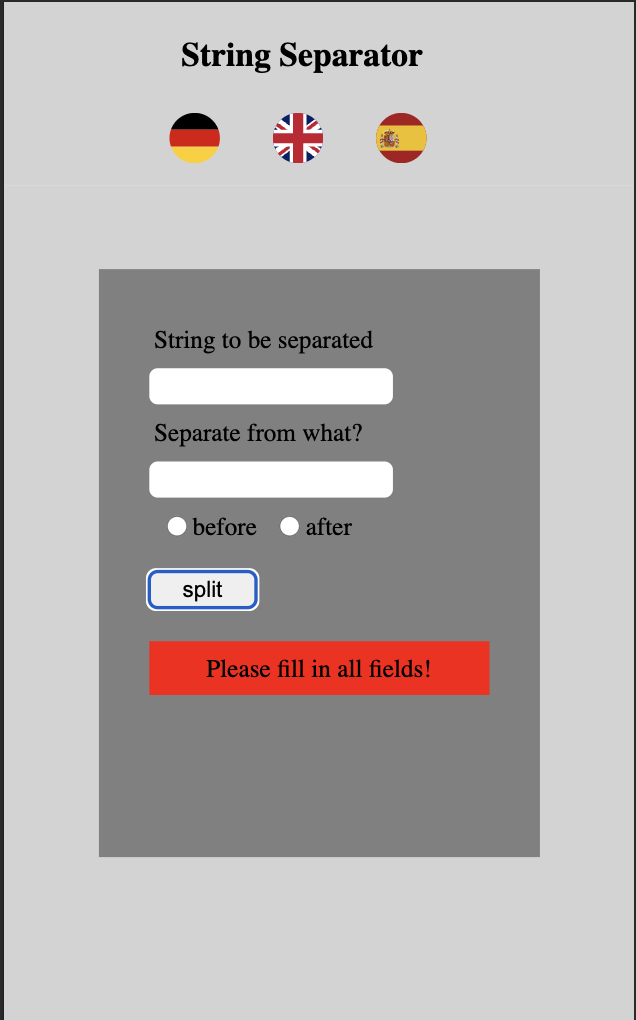 String Separator
String to be separated
Separate from what?
before after
split
Please fill in all fields!